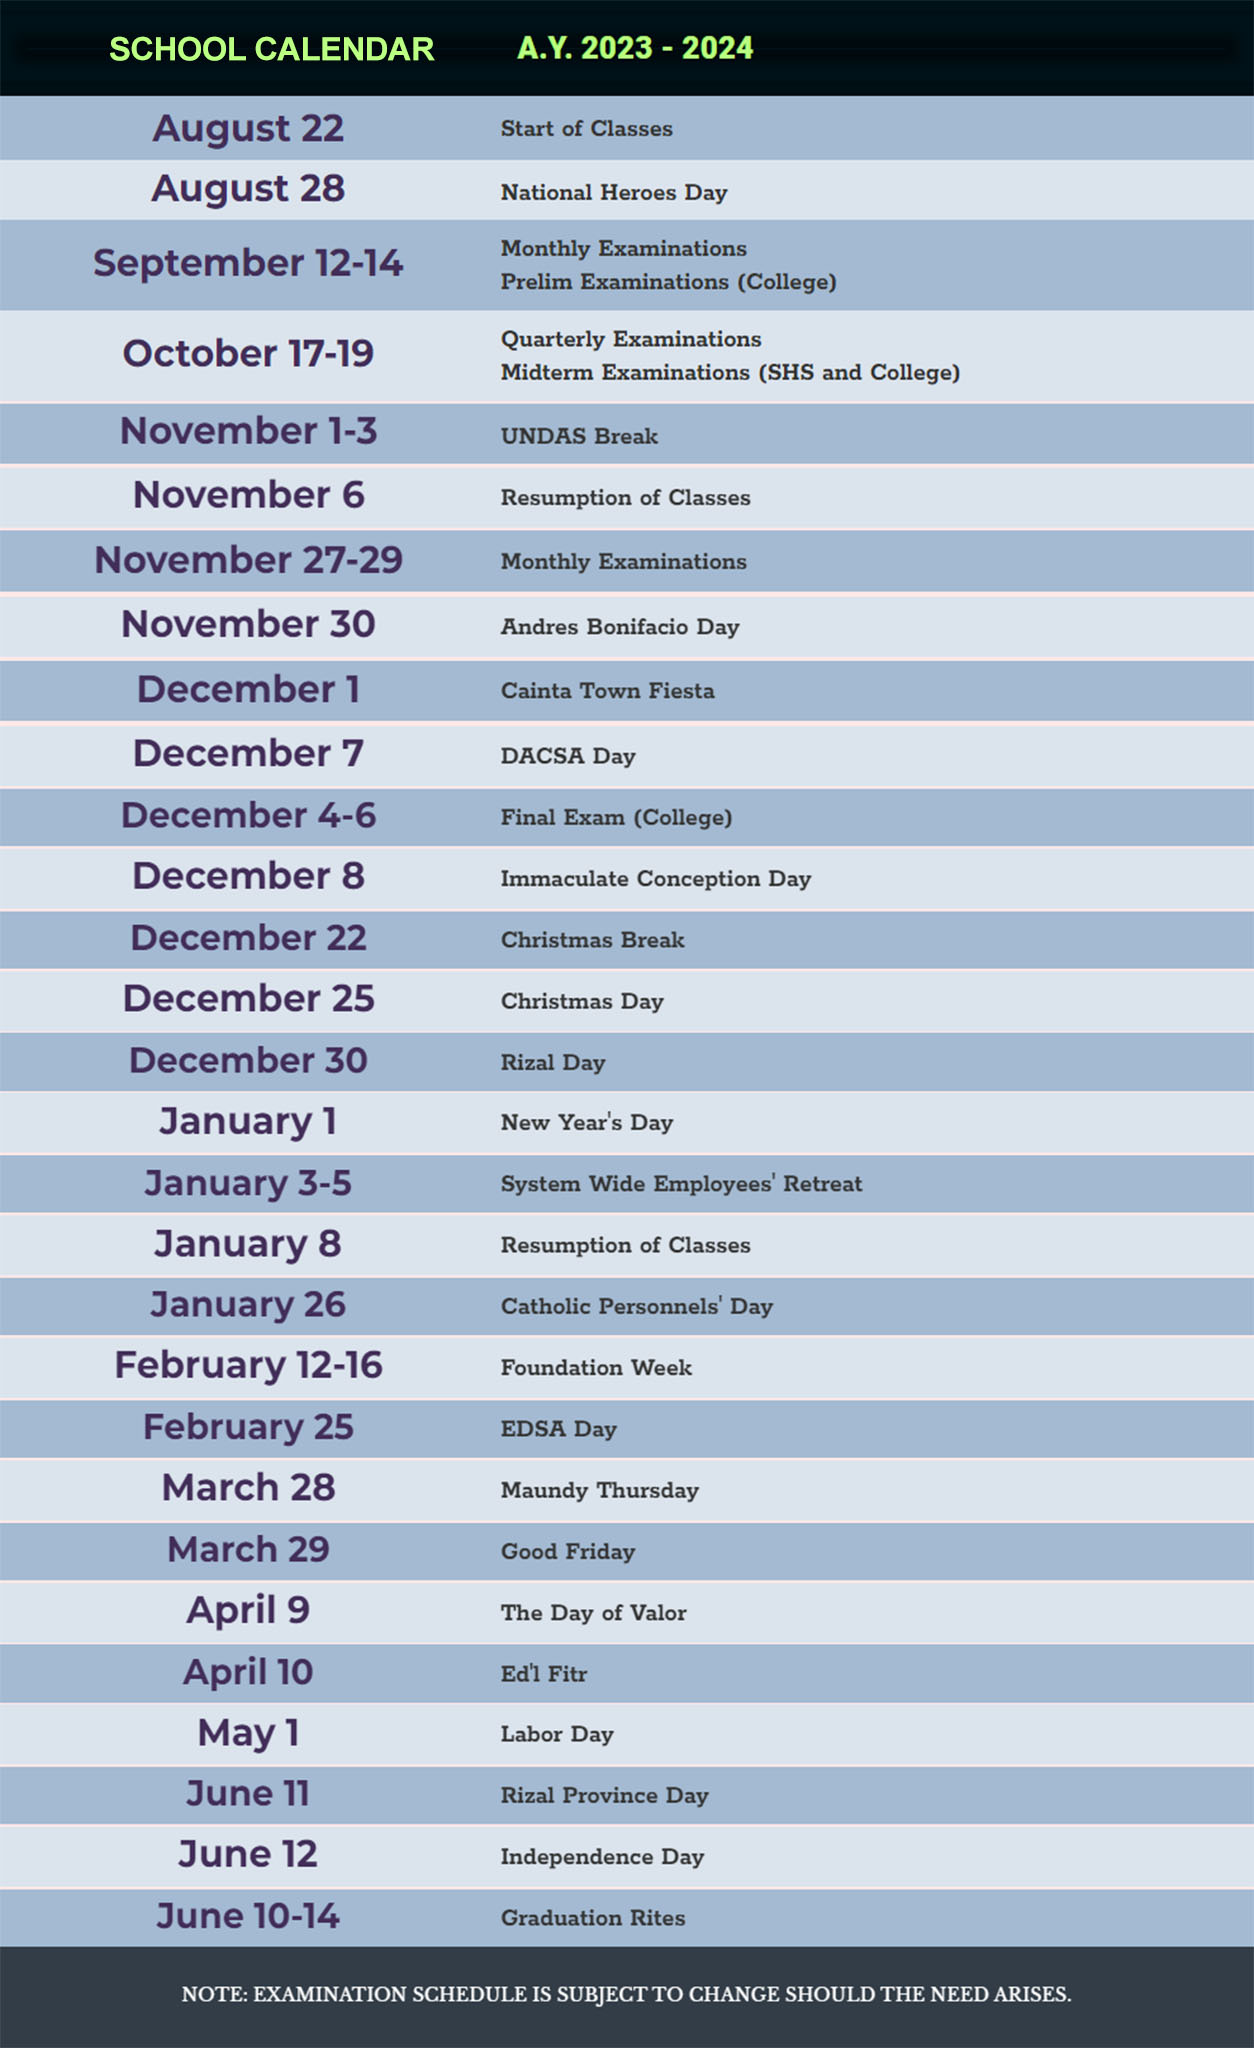 SCHOOL CALENDAR A.Y. 2023 - 2024
August 22 Start of Classes
August 28 National Heroes Day
September 12-14 Monthly Examinations
Prelim Examinations (College)
October 17-19 Quarterly Examinations
Midterm Examinations (SHS and College)
November 1-3 UNDAS Break
November 6 Resumption of Classes
November 27-29 Monthly Examinations
November 30 Andres Bonifacio Day
December 1 Cainta Town Fiesta
December 7 DACSA Day
December 4-6 Final Exam (College)
December 8 Immaculate Conception Day
December 22 Christmas Break
December 25 Christmas Day
December 30 Rizal Day
January 1 New Year's Day
January 3-5 System Wide Employees' Retreat
January 8 Resumption of Classes
January 26 Catholic Personnels' Day
February 12-16 Foundation Week
February 25 EDSA Day
March 28 Maundy Thursday
March 29 Good Friday
April 9 The Day of Valor
April 10 Ed'l Fitr
May 1 Labor Day
June 11 Rizal Province Day
June 12 Independence Day
June 10-14 Graduation Rites
NOTE: EXAMINATION SCHEDULE IS SUBJECT TO CHANGE SHOULD THE NEED ARISES.